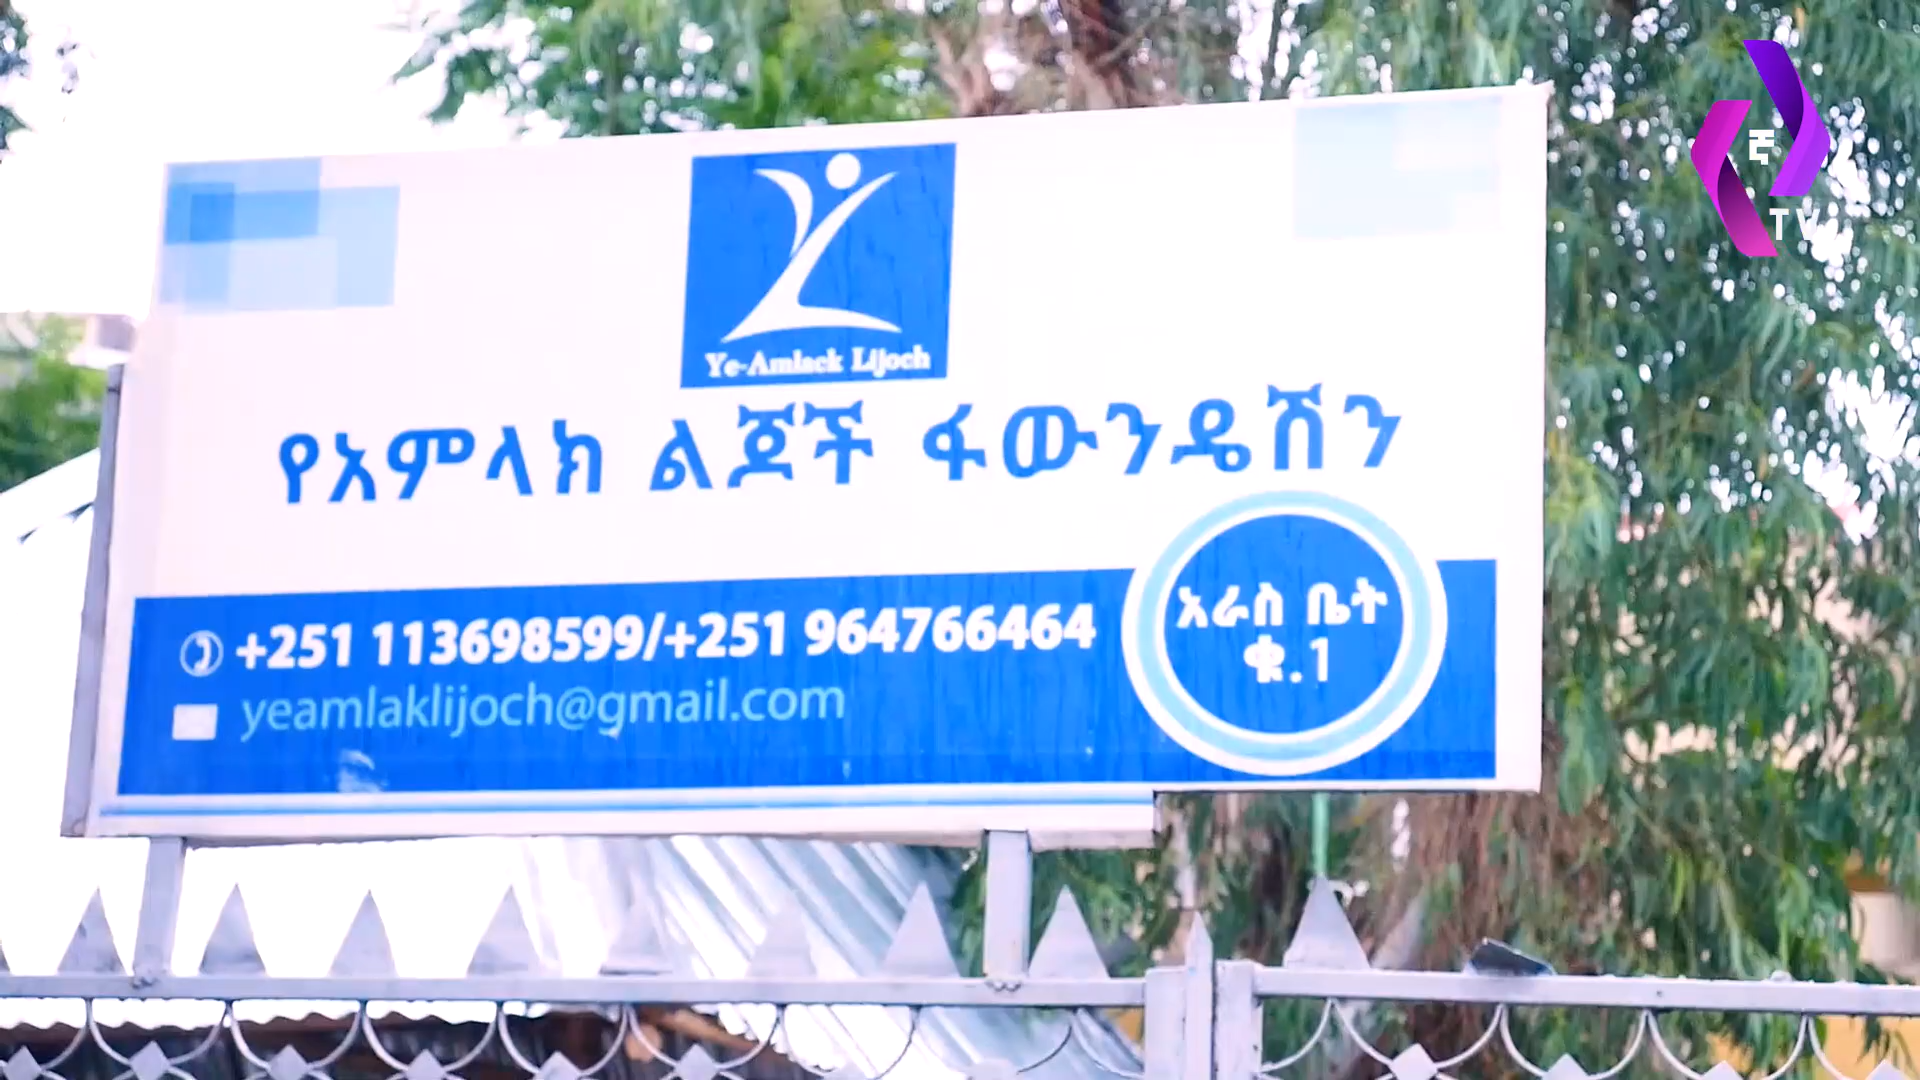 ኛ
TV
Ye-Amlack Lijoch
የአምላክ ልጆች ፋውንዴሽን
+251 113698599/+251 964766464
yeamlaklijoch@gmail.com
አራስ ቤት
ቁ.1